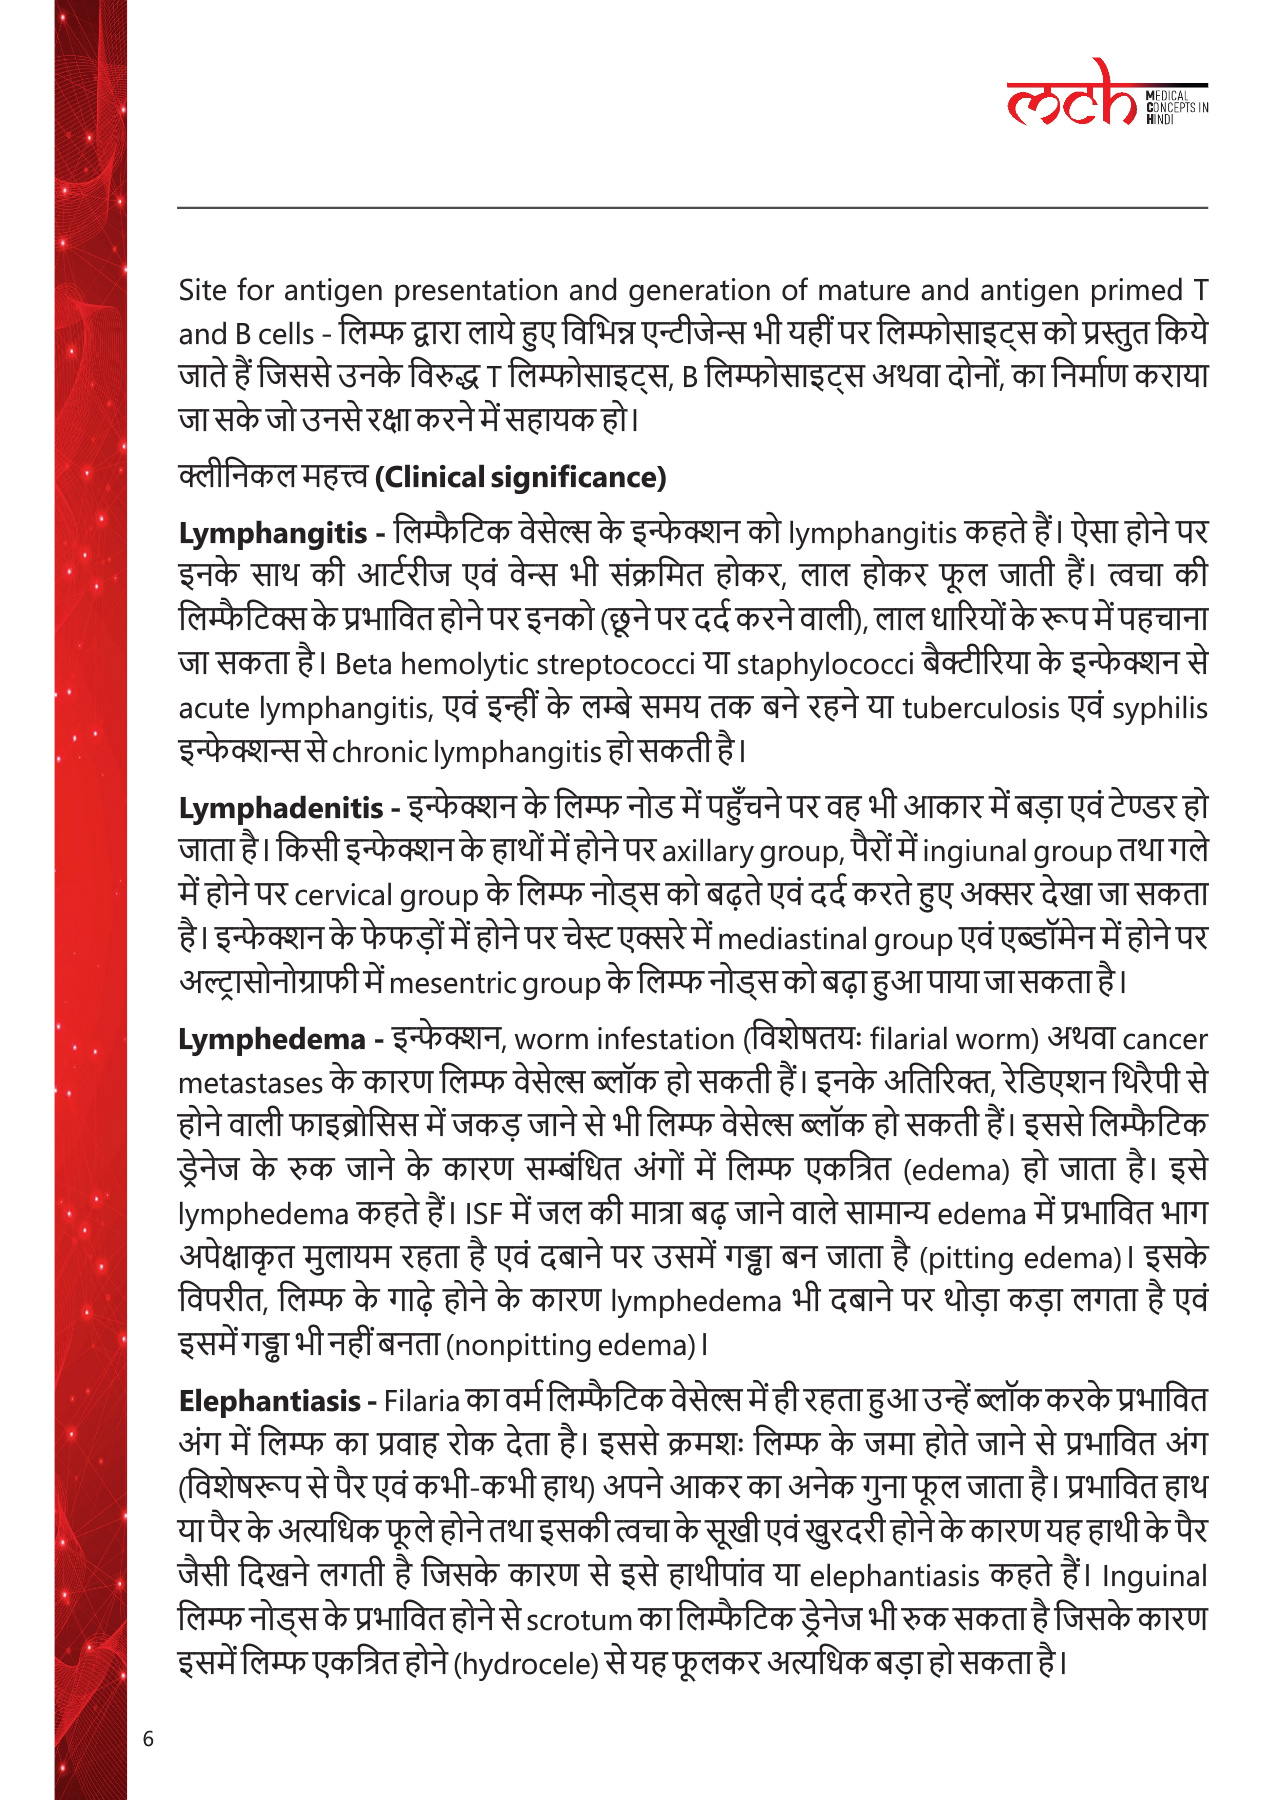 mch
MEDICAL
CONCEPTS IN
HINDI
Site for antigen presentation and generation of mature and antigen primed T
and B cells - लिम्फ द्वारा लाये हुए विभिन्न एन्टीजेन्स भी यहीं पर लिम्फोसाइट्स को प्रस्तुत किये
जाते हैं जिससे उनके विरुद्ध T लिम्फोसाइट्स, B लिम्फोसाइट्स अथवा दोनों, का निर्माण कराया
जा सके जो उनसे रक्षा करने में सहायक हो।
क्लीनिकल महत्त्व (Clinical significance)
Lymphangitis - लिम्फैटिक वेसेल्स के इन्फेक्शन को lymphangitis कहते हैं। ऐसा होने पर
इनके साथ की आर्टरीज एवं वेन्स भी संक्रमित होकर, लाल होकर फूल जाती हैं। त्वचा की
लिम्फैटिक्स के प्रभावित होने पर इनको (छूने पर दर्द करने वाली), लाल धारियों के रूप में पहचाना
जा सकता है। Beta hemolytic streptococci या staphylococci बैक्टीरिया के इन्फेक्शन से
acute lymphangitis, एवं इन्हीं के लम्बे समय तक बने रहने या tuberculosis एवं syphilis
इन्फेक्शन्स से chronic lymphangitis हो सकती है।
Lymphadenitis - इन्फेक्शन के लिम्फ नोड में पहुँचने पर वह भी आकार में बड़ा एवं टेण्डर हो
जाता है। किसी इन्फेक्शन के हाथों में होने पर axillary group, पैरों में ingiunal group तथा गले
में होने पर cervical group के लिम्फ नोड्स को बढ़ते एवं दर्द करते हुए अक्सर देखा जा सकता
है। इन्फेक्शन के फेफड़ों में होने पर चेस्ट एक्सरे में mediastinal group एवं एब्डॉमेन में होने पर
अल्ट्रासोनोग्राफी में mesentric group के लिम्फ नोड्स को बढ़ा हुआ पाया जा सकता है।
Lymphedema - इन्फेक्शन, worm infestation (विशेषतयः filarial worm) अथवा cancer
metastases के कारण लिम्फ वेसेल्स ब्लॉक हो सकती हैं। इनके अतिरिक्त, रेडिएशन थिरैपी से
होने वाली फाइब्रोसिस में जकड़ जाने से भी लिम्फ वेसेल्स ब्लॉक हो सकती हैं। इससे लिम्फैटिक
ड्रेनेज के रुक जाने के कारण सम्बंधित अंगों में लिम्फ एकत्रित (edema) हो जाता है। इसे
lymphedema कहते हैं। ISF में जल की मात्रा बढ़ जाने वाले सामान्य edema में प्रभावित भाग
अपेक्षाकृत मुलायम रहता है एवं दबाने पर उसमें गड्ढा बन जाता है (pitting edema)। इसके
विपरीत, लिम्फ के गाढ़े होने के कारण lymphedema भी दबाने पर थोड़ा कड़ा लगता है एवं
इसमें गड्ढा भी नहीं बनता (nonpitting edema)।
Elephantiasis - Filaria का वर्म लिम्फैटिक वेसेल्स में ही रहता हुआ उन्हें ब्लॉक करके प्रभावित
अंग में लिम्फ का प्रवाह रोक देता है। इससे क्रमशः लिम्फ के जमा होते जाने से प्रभावित अंग
(विशेषरूप से पैर एवं कभी-कभी हाथ) अपने आकर का अनेक गुना फूल जाता है। प्रभावित हाथ
या पैर के अत्यधिक फूले होने तथा इसकी त्वचा के सूखी एवं खुरदरी होने के कारण यह हाथी के पैर
जैसी दिखने लगती है जिसके कारण से इसे हाथीपांव या elephantiasis कहते हैं। Inguinal
लिम्फ नोड्स के प्रभावित होने से scrotum का लिम्फैटिक ड्रेनेज भी रुक सकता है जिसके कारण
इसमें लिम्फ एकत्रित होने (hydrocele) से यह फूलकर अत्यधिक बड़ा हो सकता है।
6